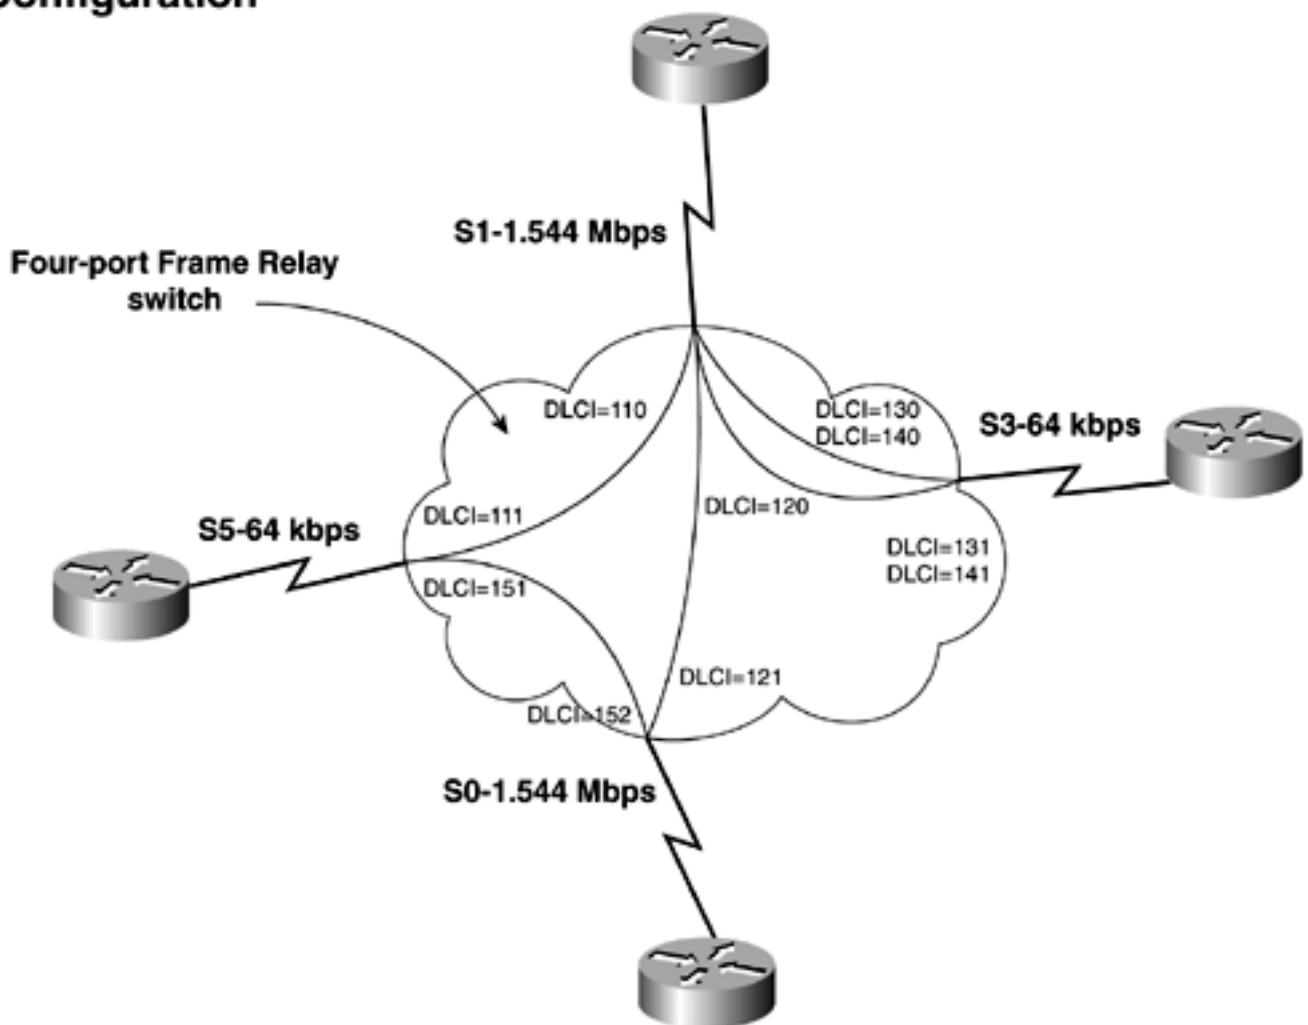 S1-1.544 Mbps
Four-port Frame Relay
switch
DLCI=110
DLCI=130
DLCI=140
S3-64 kbps
DLCI=120
DLCI=111
S5-64 kbps
DLCI=131
DLCI=141
DLCI=151
DLCI=121
DLCI=152
S0-1.544 Mbps